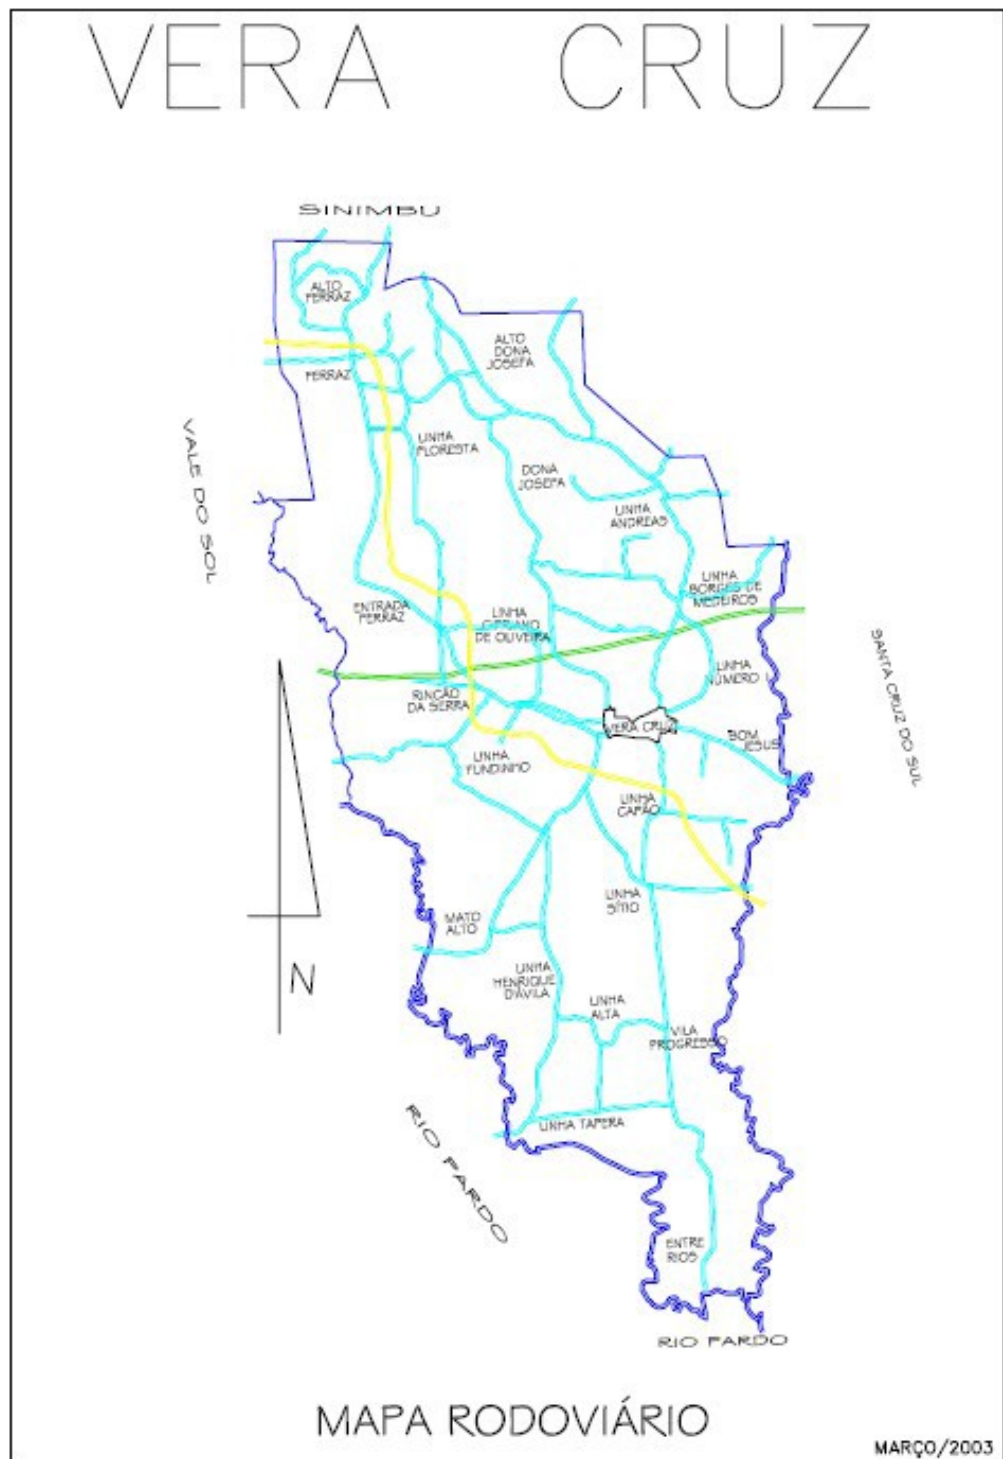 VERA CRUZ
SINIMBU
ALTO
FERRAZ
ALTO
DONA
JOSEFA
FERRAZ
LINHA
FLORESTA
VALE DO SOL
DONA
JOSEFA
LINHA
ANDREAS
LINHA
BORGES DE
MEDEIROS
ENTRADA
FERRAZ
LINHA
CIPRIANO
DE OLIVEIRA
SANTA CRUZ DO SUL
LINHA
NÚMERO 1
RINCÃO
DA SERRA
VERA CRUZ
BOM
JESUS
LINHA
FUNDINHO
LINHA
CAPÃO
LINHA
SÍTIO
MATO
ALTO
N
LINHA
HENRIQUE
D'ÁVILA
LINHA
ALTA
VILA
PROGRESSO
LINHA TAPERA
RIO PARDO
ENTRE
RIOS
RIO PARDO
MAPA RODOVIÁRIO
MARÇO/2003